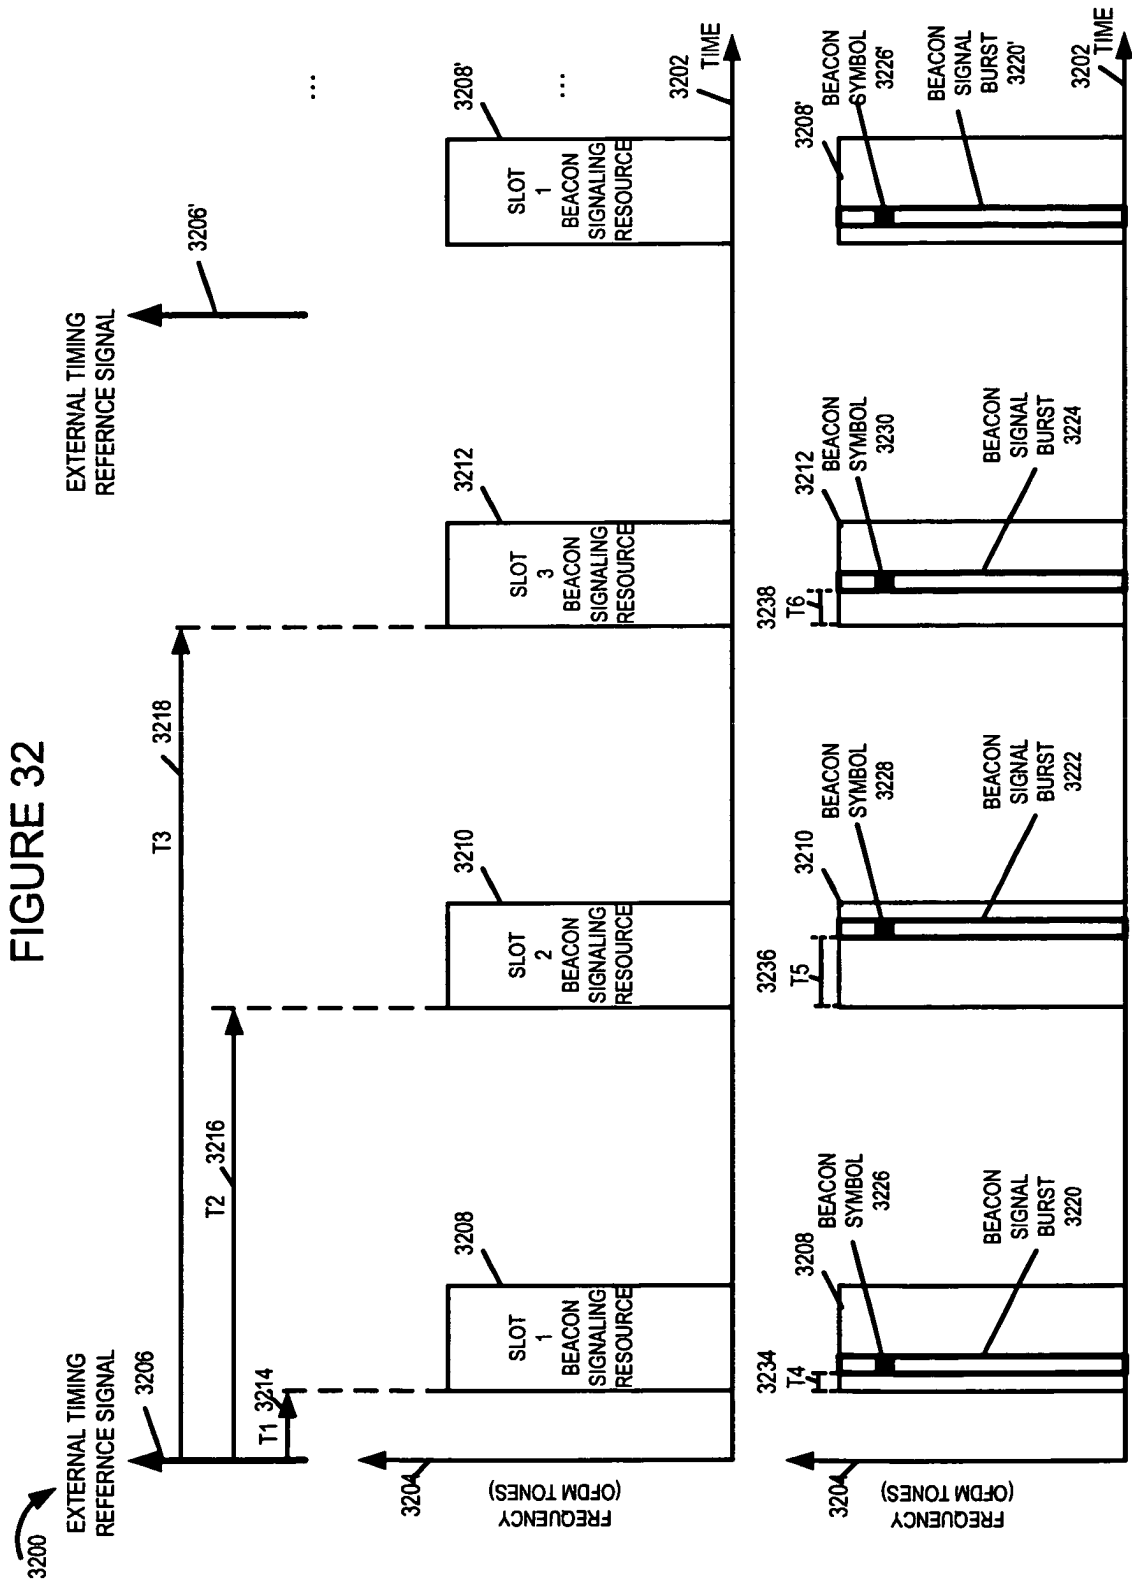 FIGURE 32
3200
EXTERNAL TIMING
REFERNCE SIGNAL
3206
EXTERNAL TIMING
REFERNCE SIGNAL
3206'
T3
3218
T2
3216
T1
3214
...
FREQUENCY
(OFDM TONES)
3204
SLOT
1
BEACON
SIGNALING
RESOURCE
3208
SLOT
2
BEACON
SIGNALING
RESOURCE
3210
SLOT
3
BEACON
SIGNALING
RESOURCE
3212
SLOT
1
BEACON
SIGNALING
RESOURCE
3208'
...
3202
TIME
FREQUENCY
(OFDM TONES)
3204
3234
T4
3208
BEACON
SYMBOL
3226
BEACON
SIGNAL
BURST
3220
3236
T5
3210
BEACON
SYMBOL
3228
BEACON
SIGNAL
BURST
3222
3238
T6
3212
BEACON
SYMBOL
3230
BEACON
SIGNAL
BURST
3224
3208'
BEACON
SYMBOL
3226'
BEACON
SIGNAL
BURST
3220'
3202
TIME